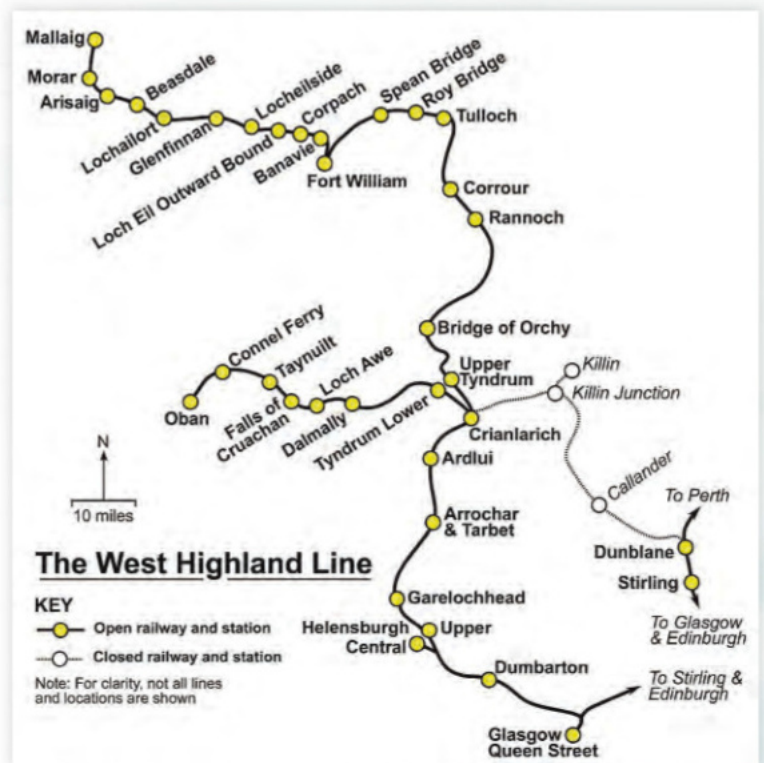 Mallaig
Morar
Arisaig
Beasdale
Lochailort
Glenfinnan
Locheilside
Loch Eil Outward Bound
Corpach
Banavie
Fort William
Spean Bridge
Roy Bridge
Tulloch
Corrour
Rannoch
Bridge of Orchy
Upper
Tyndrum
Tyndrum Lower
Crianlarich
Killin
Killin Junction
Callander
To Perth
Dunblane
Stirling
To Glasgow
& Edinburgh
Connel Ferry
Taynuilt
Loch Awe
Oban
Falls of
Cruachan
Dalmally
Ardlui
Arrochar
& Tarbet
Garelochhead
Helensburgh
Central
Upper
Dumbarton
To Stirling &
Edinburgh
Glasgow
Queen Street
N
10 miles
The West Highland Line
KEY
Open railway and station
Closed railway and station
Note: For clarity, not all lines
and locations are shown